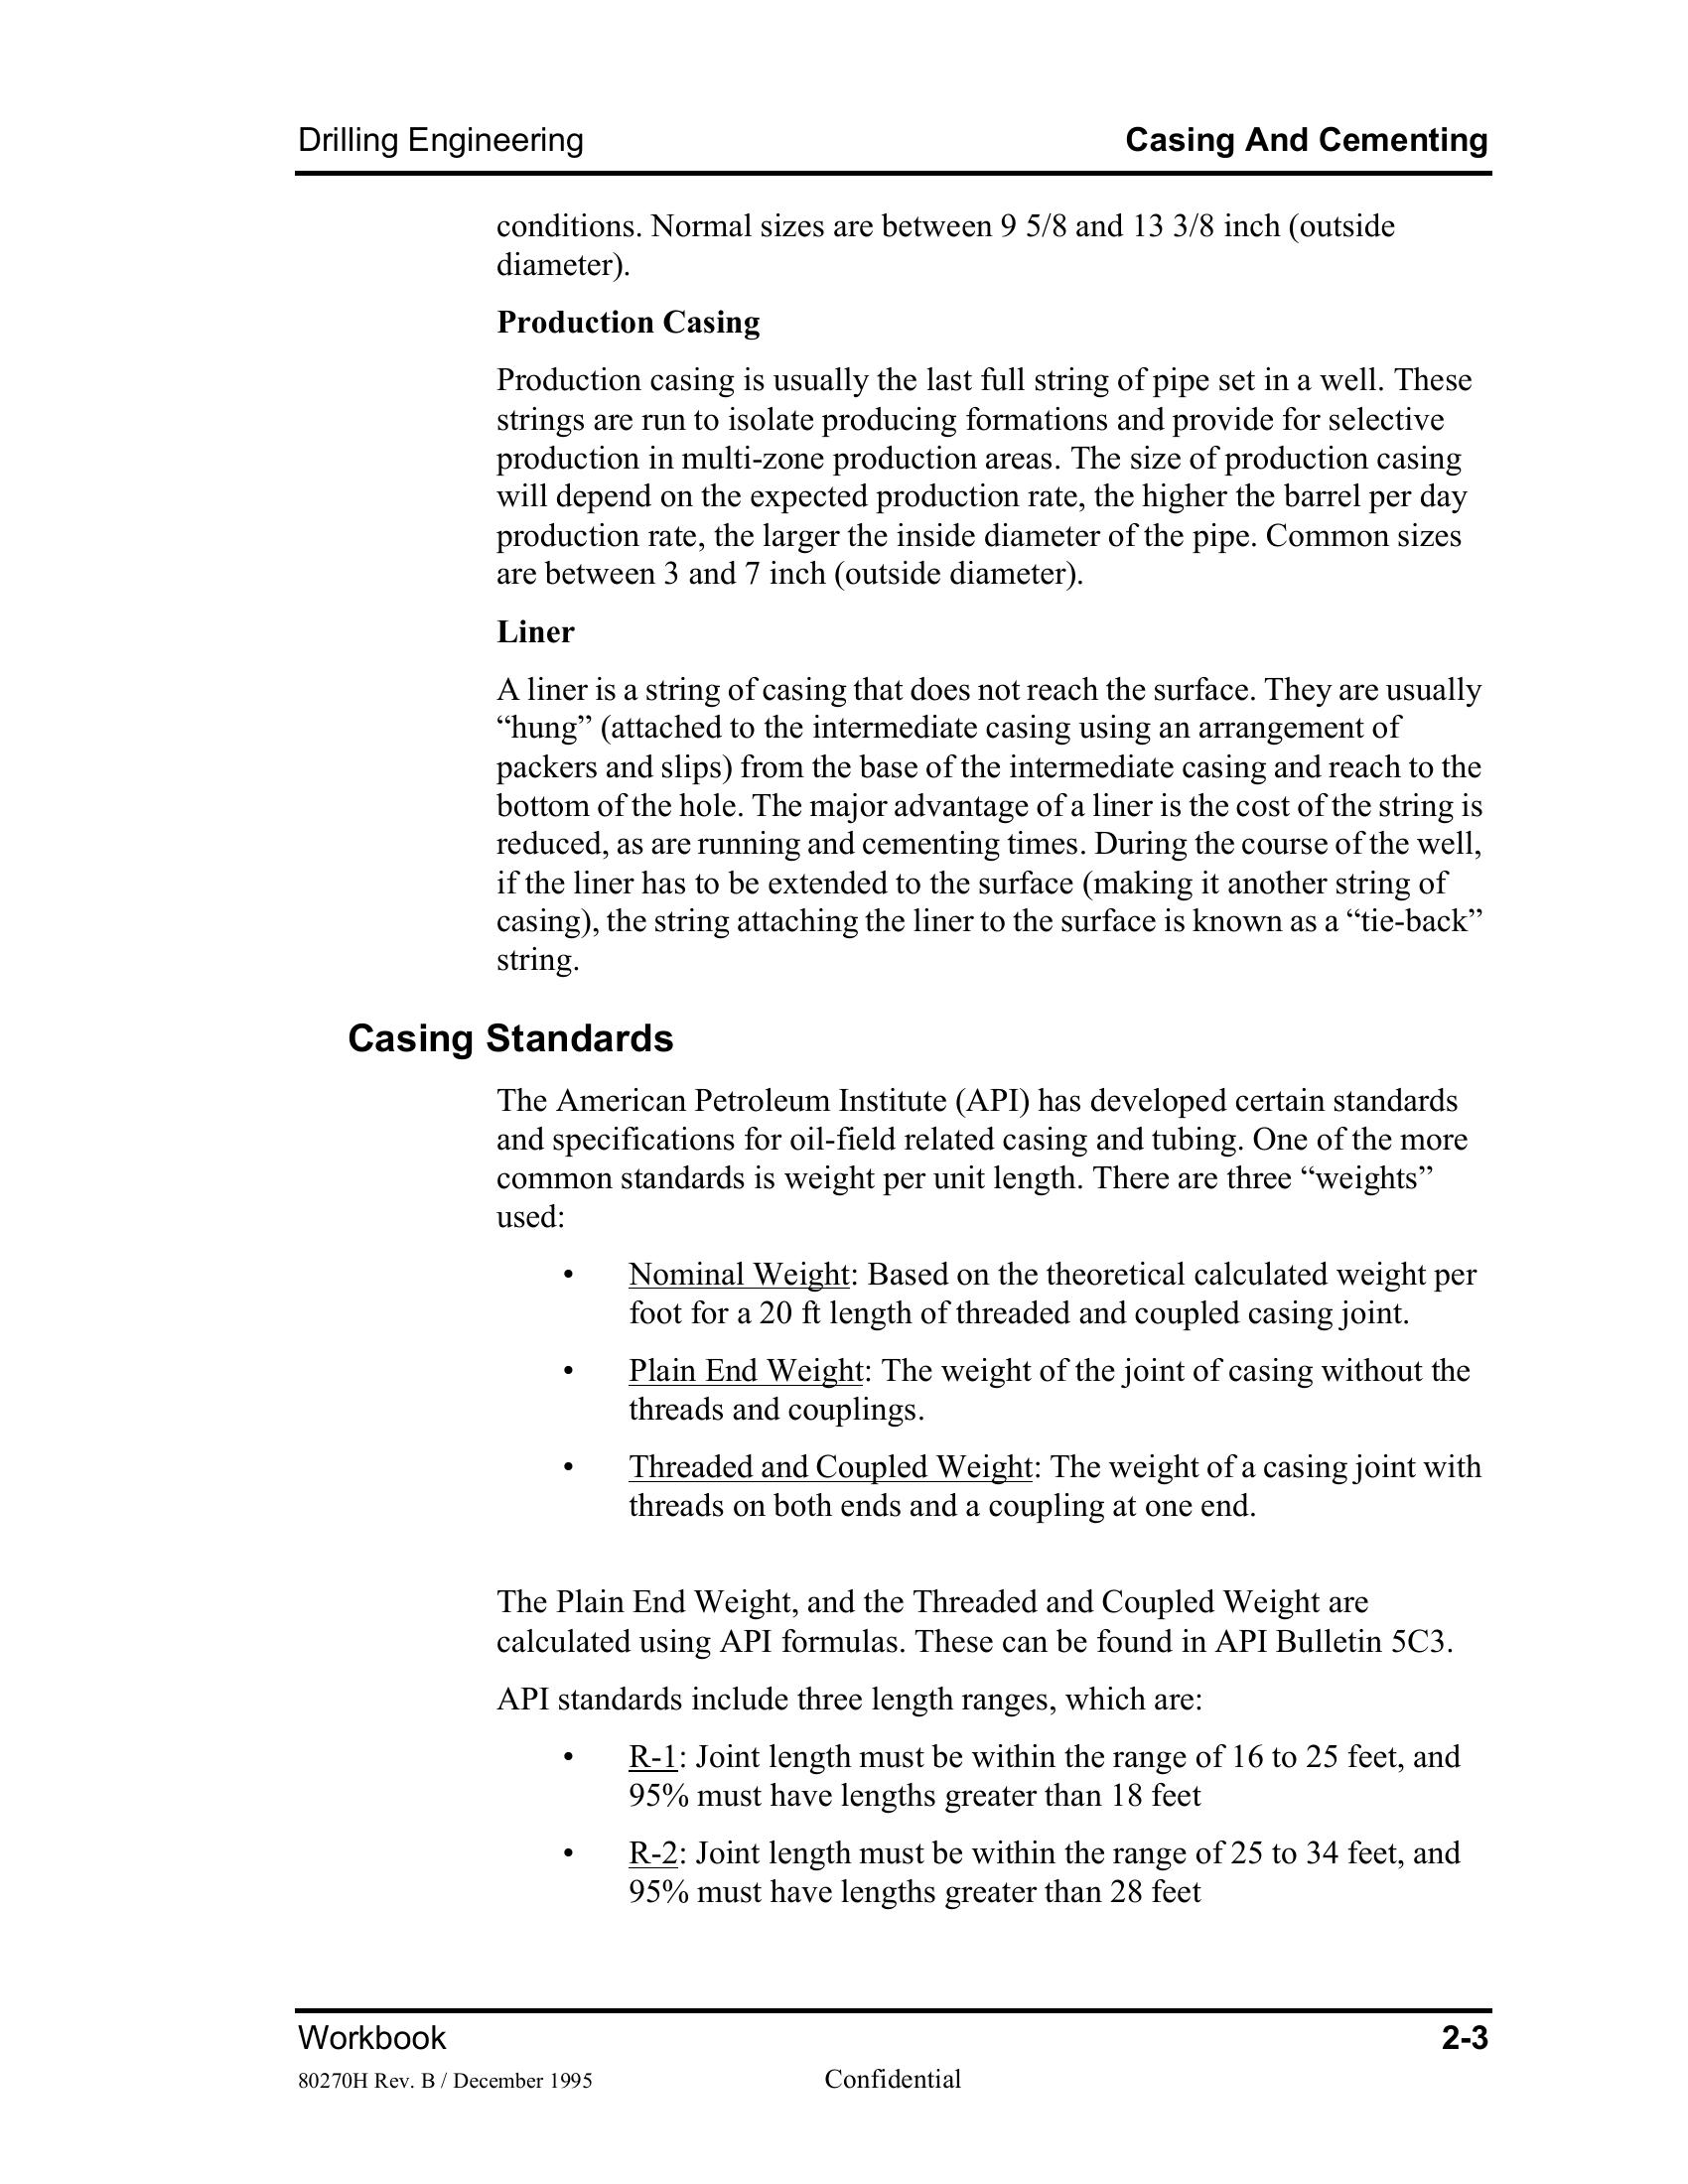 Drilling Engineering
Casing And Cementing
conditions. Normal sizes are between 9 5/8 and 13 3/8 inch (outside
diameter).
Production Casing
Production casing is usually the last full string of pipe set in a well. These
strings are run to isolate producing formations and provide for selective
production in multi-zone production areas. The size of production casing
will depend on the expected production rate, the higher the barrel per day
production rate, the larger the inside diameter of the pipe. Common sizes
are between 3 and 7 inch (outside diameter).
Liner
A liner is a string of casing that does not reach the surface. They are usually
“hung” (attached to the intermediate casing using an arrangement of
packers and slips) from the base of the intermediate casing and reach to the
bottom of the hole. The major advantage of a liner is the cost of the string is
reduced, as are running and cementing times. During the course of the well,
if the liner has to be extended to the surface (making it another string of
casing), the string attaching the liner to the surface is known as a “tie-back”
string.
Casing Standards
The American Petroleum Institute (API) has developed certain standards
and specifications for oil-field related casing and tubing. One of the more
common standards is weight per unit length. There are three “weights”
used:
• Nominal Weight: Based on the theoretical calculated weight per
foot for a 20 ft length of threaded and coupled casing joint.
• Plain End Weight: The weight of the joint of casing without the
threads and couplings.
• Threaded and Coupled Weight: The weight of a casing joint with
threads on both ends and a coupling at one end.
The Plain End Weight, and the Threaded and Coupled Weight are
calculated using API formulas. These can be found in API Bulletin 5C3.
API standards include three length ranges, which are:
• R-1: Joint length must be within the range of 16 to 25 feet, and
95% must have lengths greater than 18 feet
• R-2: Joint length must be within the range of 25 to 34 feet, and
95% must have lengths greater than 28 feet
Workbook
2-3
80270H Rev. B / December 1995
Confidential